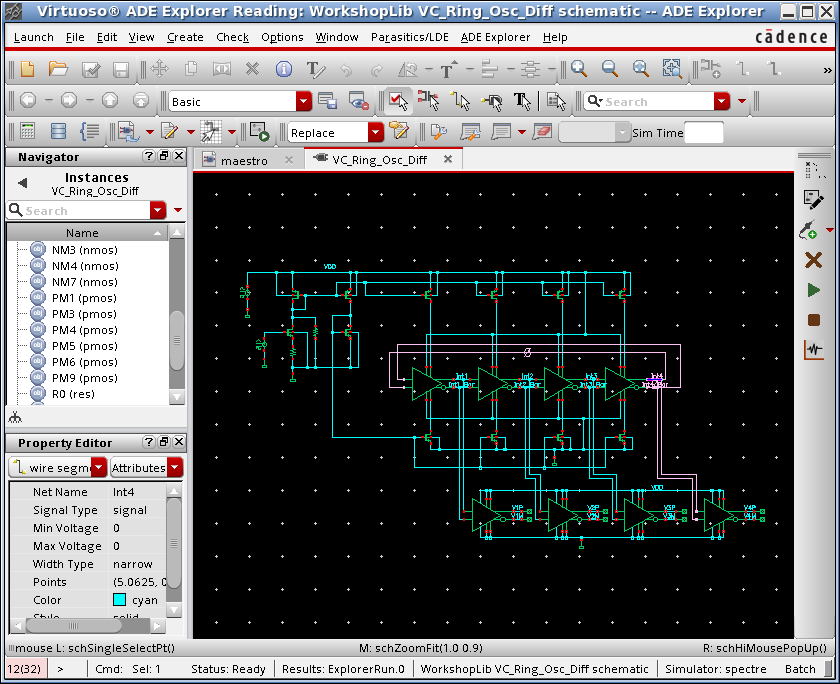 Virtuoso® ADE Explorer Reading: WorkshopLib VC_Ring_Osc_Diff schematic -- ADE Explorer
Launch File Edit View Create Check Options Window Parasitics/LDE ADE Explorer Help cādence
Basic Search
Replace Sim Time
Navigator
maestro VC_Ring_Osc_Diff
Instances
VC_Ring_Osc_Diff
Search
Name
NM3 (nmos)
NM4 (nmos)
NM7 (nmos)
PM1 (pmos)
PM3 (pmos)
PM4 (pmos)
PM5 (pmos)
PM6 (pmos)
PM9 (pmos)
R0 (res)
Property Editor
wire segm Attributes
Net Name Int4
Signal Type signal
Min Voltage 0
Max Voltage 0
Width Type narrow
Points (5.0625, 0
Color cyan
Style solid
VDD
Int1 Int2 Int3 Int4
Int1_Bar Int2_Bar Int3_Bar Int4_Bar
VDD
V1P V2P V3P V4P
V1N V2N V3N V4N
mouse L: schSingleSelectPt() M: schZoomFit(1.0 0.9) R: schHiMousePopUp()
12(32) > Cmd: Sel: 1 Status: Ready Results: ExplorerRun.0 WorkshopLib VC_Ring_Osc_Diff schematic Simulator: spectre Batch